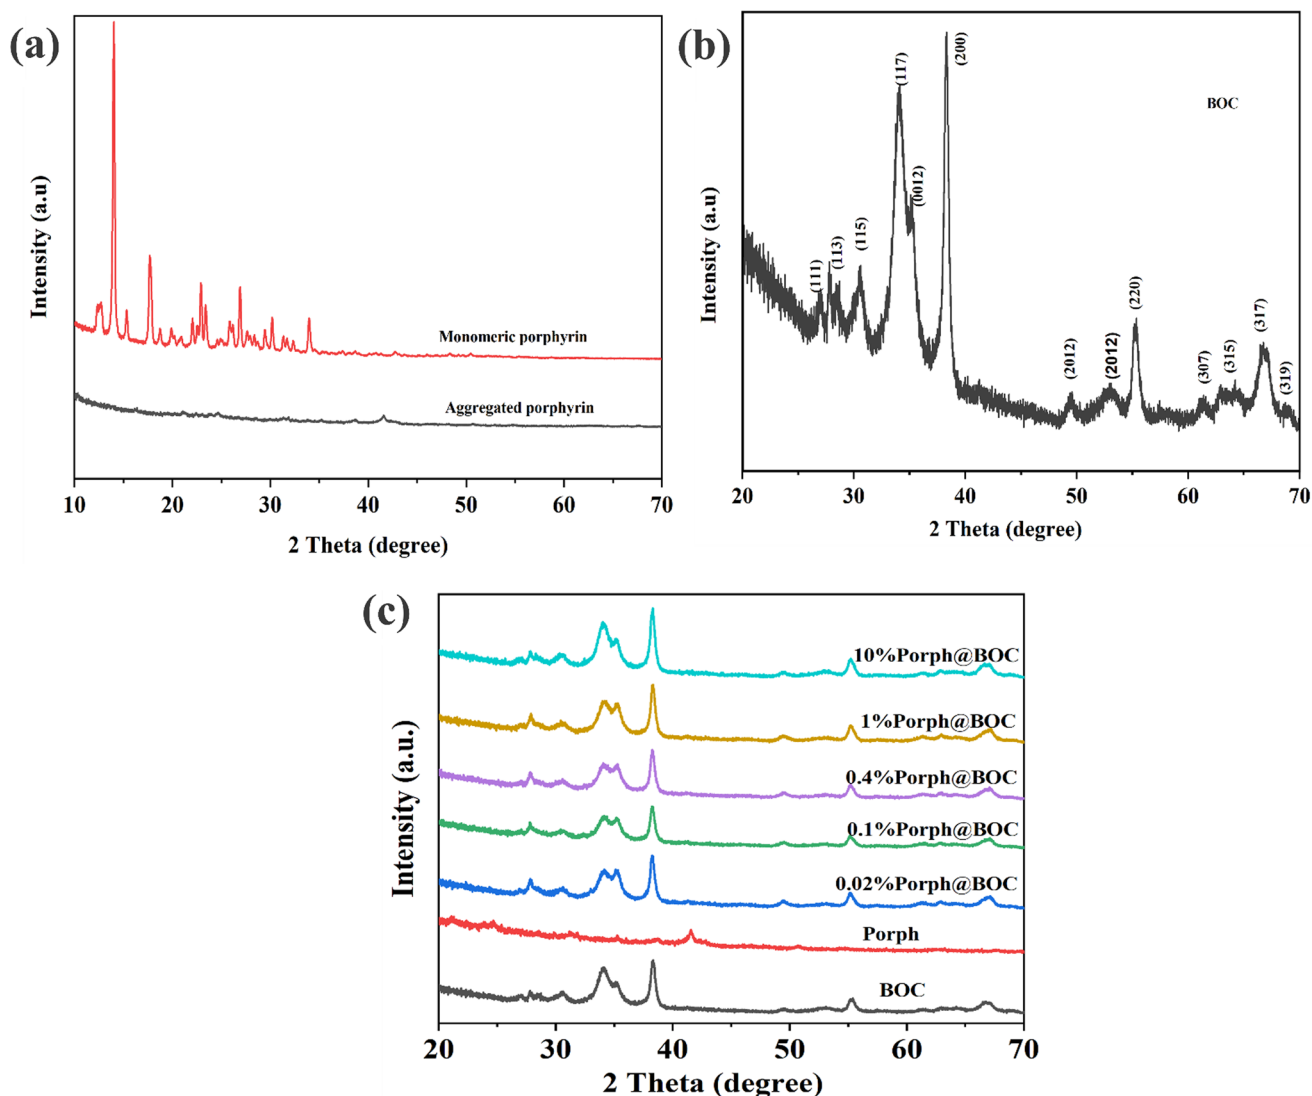 (a)
Intensity (a.u)
Monomeric porphyrin
Aggregated porphyrin
10 20 30 40 50 60 70
2 Theta (degree)
(b)
Intensity (a.u)
BOC
(111)
(113)
(115)
(117)
(0012)
(200)
(2012)
(2012)
(220)
(307)
(315)
(317)
(319)
20 30 40 50 60 70
2 Theta (degree)
(c)
Intensity (a.u.)
10%Porph@BOC
1%Porph@BOC
0.4%Porph@BOC
0.1%Porph@BOC
0.02%Porph@BOC
Porph
BOC
20 30 40 50 60 70
2 Theta (degree)